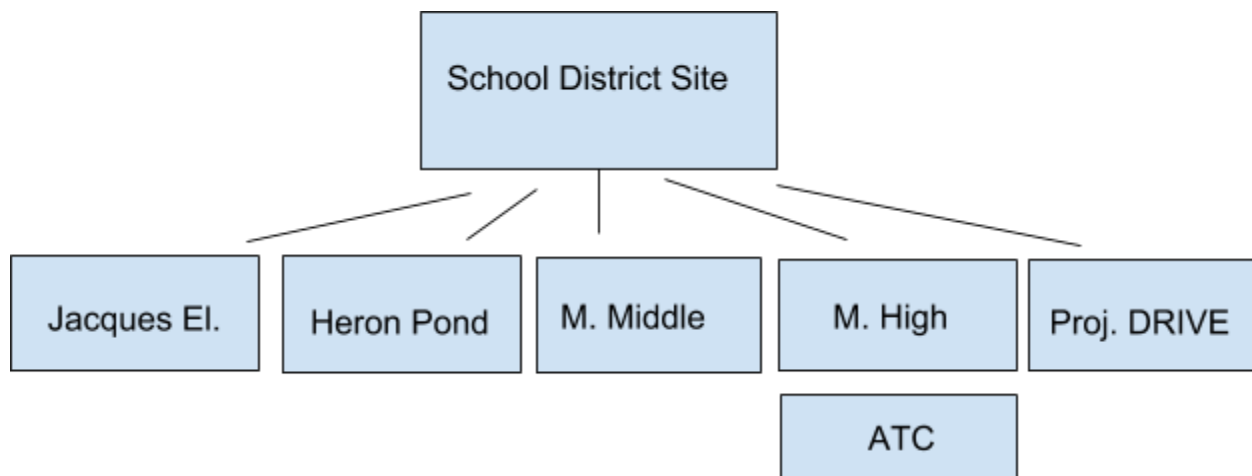 School District Site
Jacques El.
Heron Pond
M. Middle
M. High
Proj. DRIVE
ATC